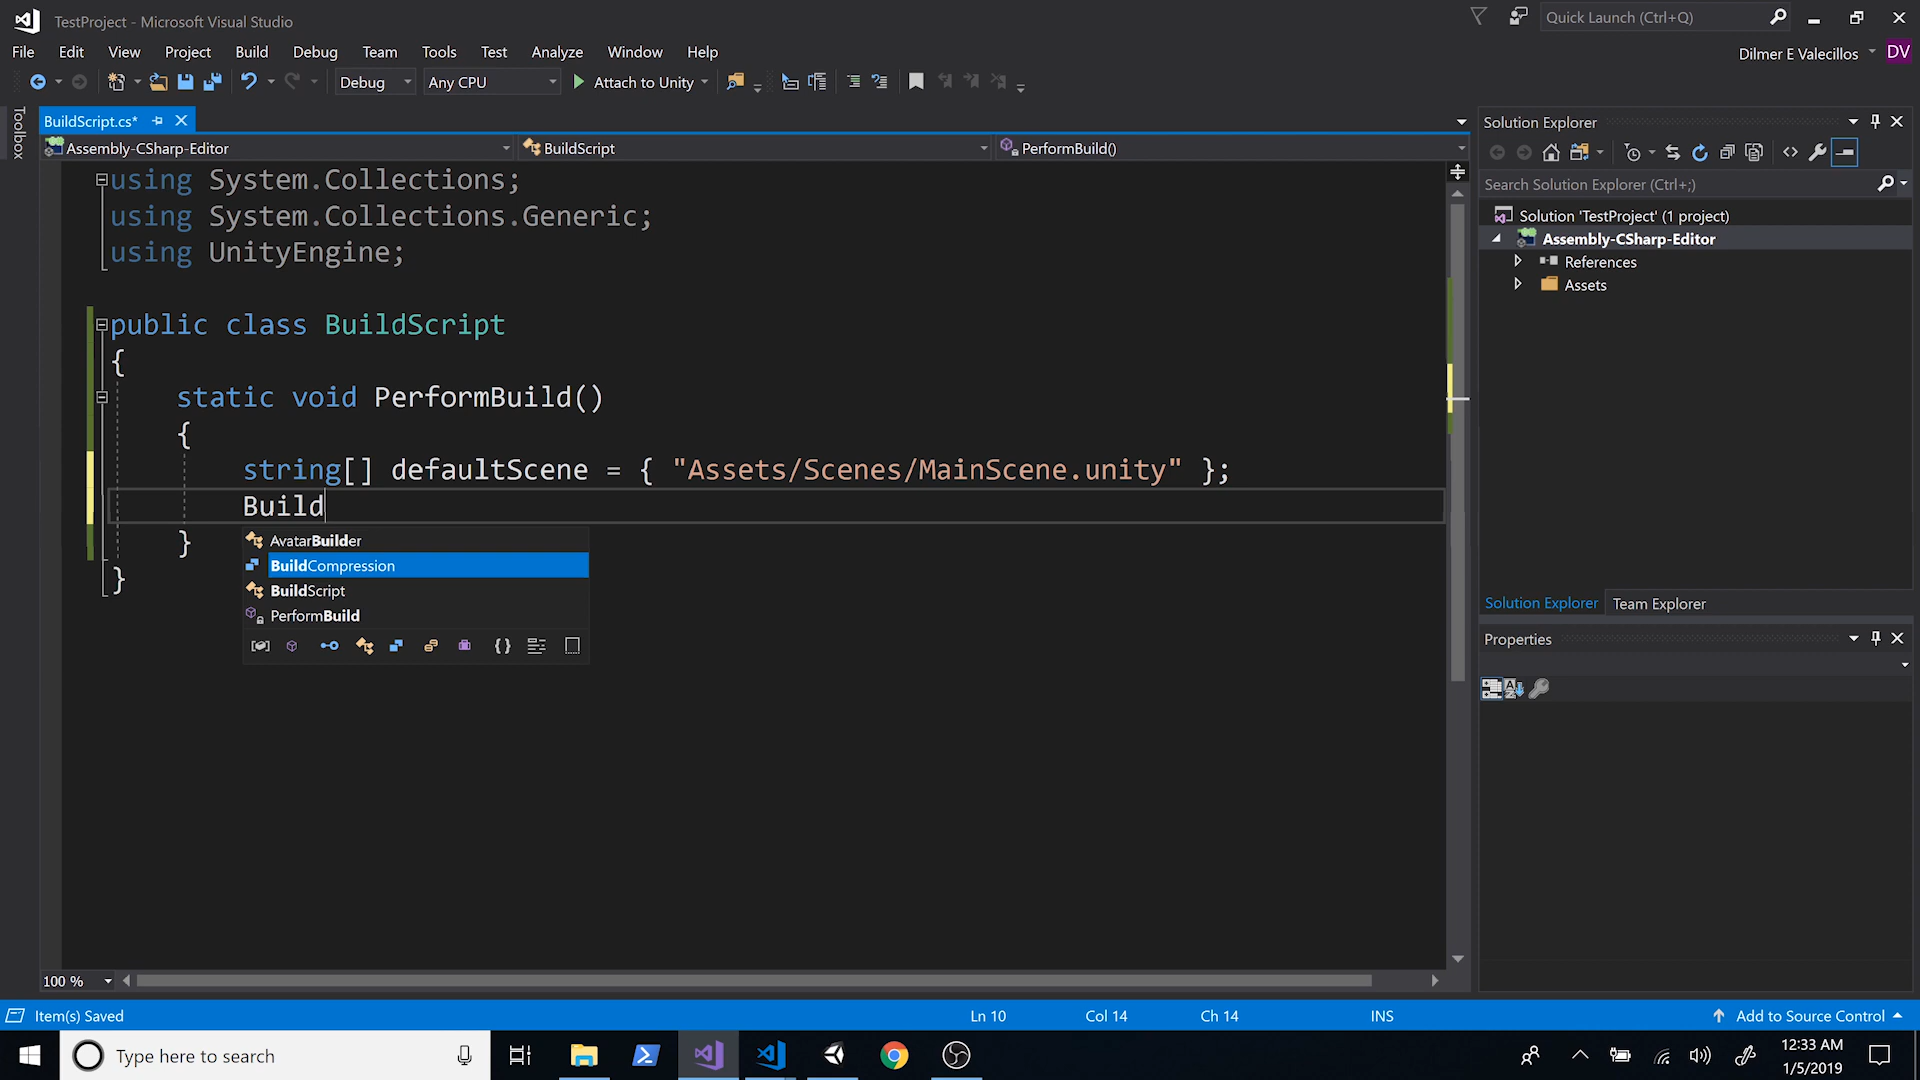 TestProject - Microsoft Visual Studio
Quick Launch (Ctrl+Q)
File Edit View Project Build Debug Team Tools Test Analyze Window Help
Dilmer E Valecillos DV
Debug Any CPU Attach to Unity
Toolbox
BuildScript.cs*
Assembly-CSharp-Editor BuildScript PerformBuild()
using System.Collections;
using System.Collections.Generic;
using UnityEngine;
public class BuildScript
{
static void PerformBuild()
{
string[] defaultScene = { "Assets/Scenes/MainScene.unity" };
Build
}
}
AvatarBuilder
BuildCompression
BuildScript
PerformBuild
Solution Explorer
Search Solution Explorer (Ctrl+;)
Solution 'TestProject' (1 project)
Assembly-CSharp-Editor
References
Assets
Solution Explorer Team Explorer
Properties
100 %
Item(s) Saved Ln 10 Col 14 Ch 14 INS Add to Source Control
Type here to search
12:33 AM
1/5/2019